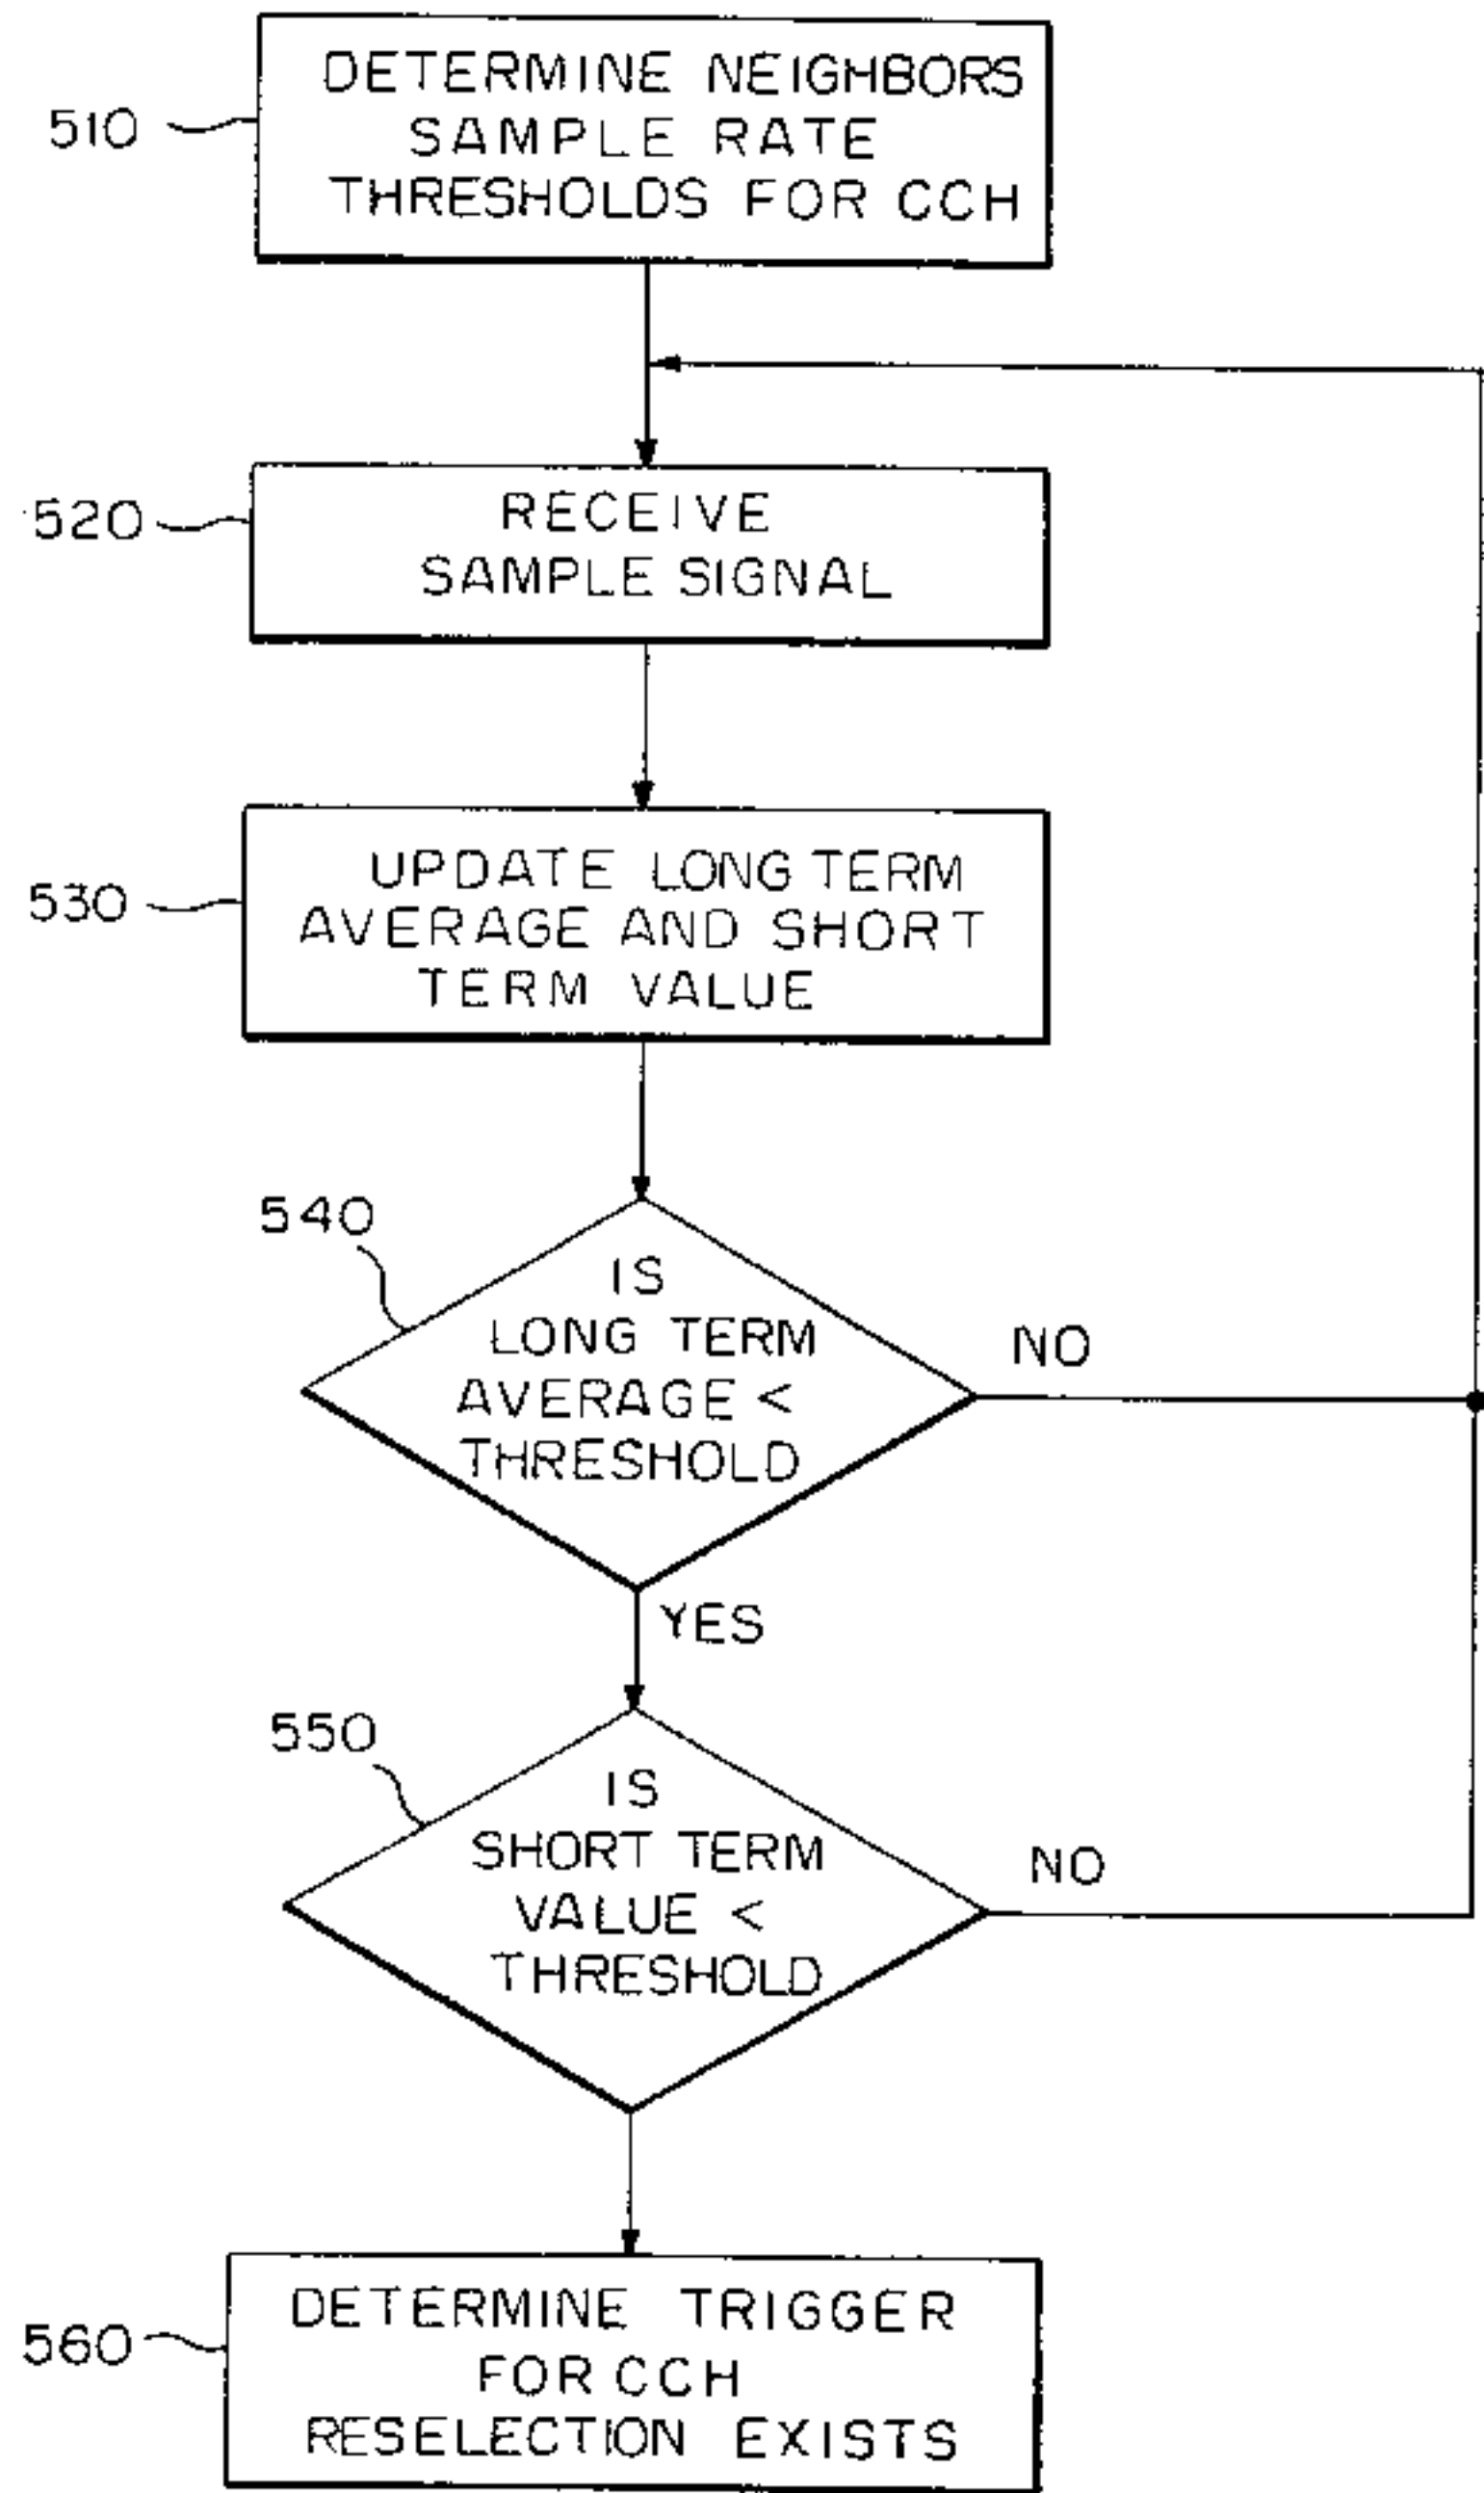 510
DETERMINE NEIGHBORS
SAMPLE RATE
THRESHOLDS FOR CCH
520
RECEIVE
SAMPLE SIGNAL
530
UPDATE LONG TERM
AVERAGE AND SHORT
TERM VALUE
540
IS
LONG TERM
AVERAGE <
THRESHOLD
NO
YES
550
IS
SHORT TERM
VALUE <
THRESHOLD
NO
560
DETERMINE TRIGGER
FOR CCH
RESELECTION EXISTS